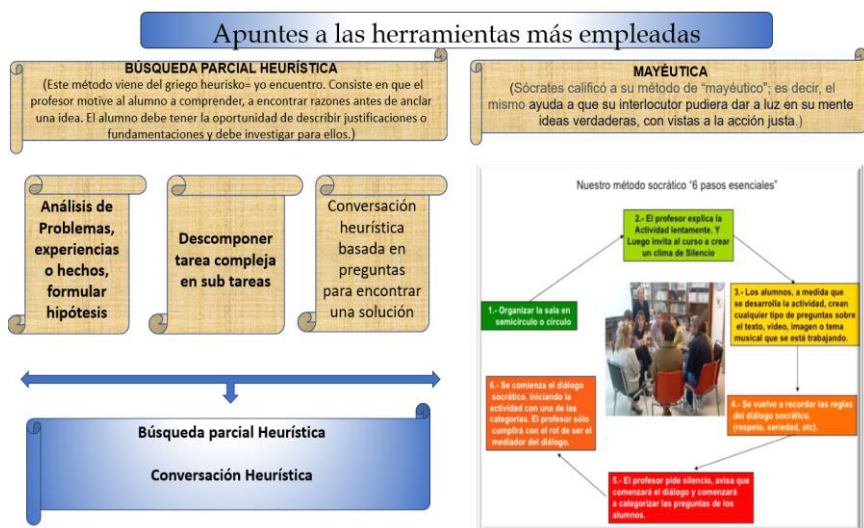 Apuntes a las herramientas más empleadas
BÚSQUEDA PARCIAL HEURÍSTICA
(Este método viene del griego heurisko= yo encuentro. Consiste en que el
profesor motive al alumno a comprender, a encontrar razones antes de anclar
una idea. El alumno debe tener la oportunidad de describir justificaciones o
fundamentaciones y debe investigar para ellos.)
MAYÉUTICA
(Sócrates calificó a su método de “mayéutico”; es decir, el
mismo ayuda a que su interlocutor pudiera dar a luz en su mente
ideas verdaderas, con vistas a la acción justa.)
Análisis de
Problemas,
experiencias
o hechos,
formular
hipótesis
Descomponer
tarea compleja
en sub tareas
Conversación
heurística
basada en
preguntas
para encontrar
una solución
Búsqueda parcial Heurística
Conversación Heurística
Nuestro método socrático “6 pasos esenciales”
1.- Organizar la sala en
semicírculo o círculo
2.- El profesor explica la
Actividad lentamente. Y
Luego invita al curso a crear
un clima de Silencio
3.- Los alumnos, a medida que
se desarrolla la actividad, crean
cualquier tipo de preguntas sobre
el texto, video, imagen o tema
musical que se está trabajando.
4.- Se vuelve a recordar las reglas
del diálogo socrático,
(respeto, seriedad, etc).
5.- El profesor pide silencio, avisa que
comenzará el diálogo y comenzará
a categorizar las preguntas de los
alumnos.
6.- Se comienza el diálogo
socrático, iniciando la
actividad con una de las
categorías. El profesor sólo
cumplirá con el rol de ser el
mediador del diálogo.